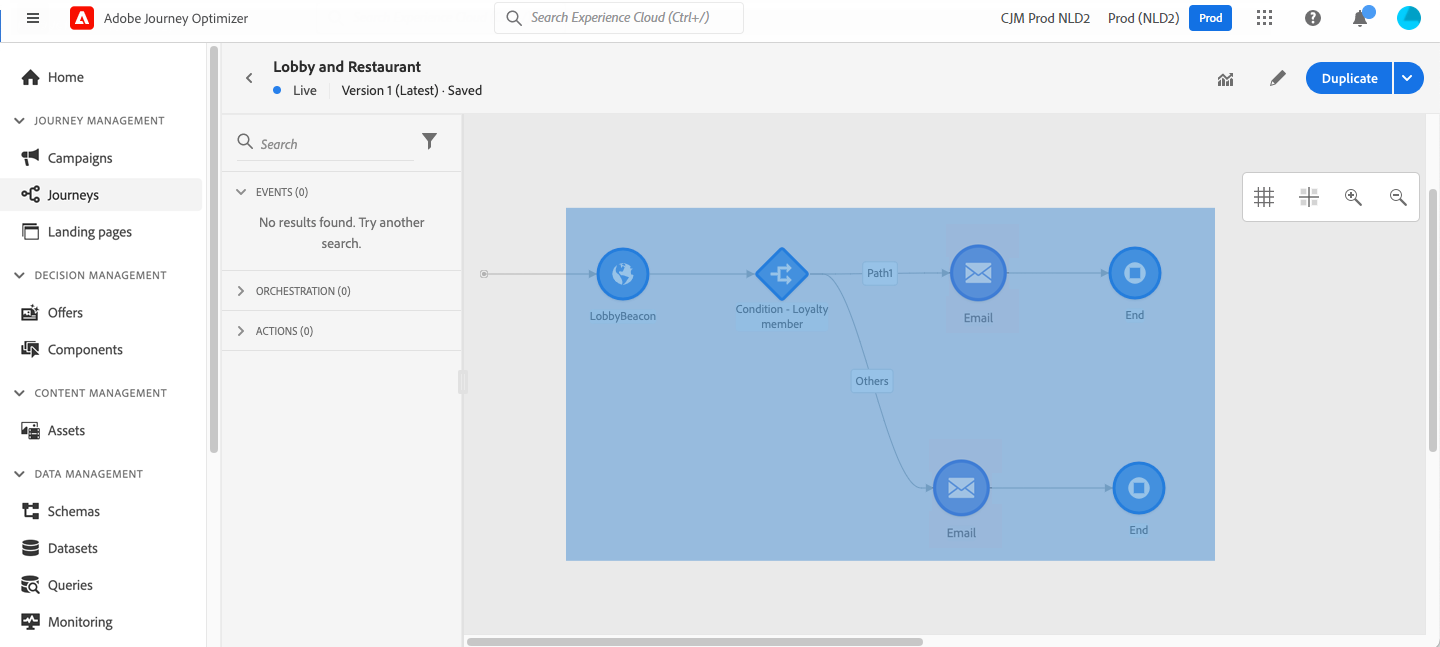 Adobe Journey Optimizer
Search Experience Cloud (Ctrl+/)
CJM Prod NLD2
Prod (NLD2)
Prod
Home
JOURNEY MANAGEMENT
Campaigns
Journeys
Landing pages
DECISION MANAGEMENT
Offers
Components
CONTENT MANAGEMENT
Assets
DATA MANAGEMENT
Schemas
Datasets
Queries
Monitoring
Lobby and Restaurant
Live
Version 1 (Latest) · Saved
Duplicate
Search
EVENTS (0)
No results found. Try another
search.
ORCHESTRATION (0)
ACTIONS (0)
LobbyBeacon
Condition - Loyalty
member
Path1
Email
End
Others
Email
End